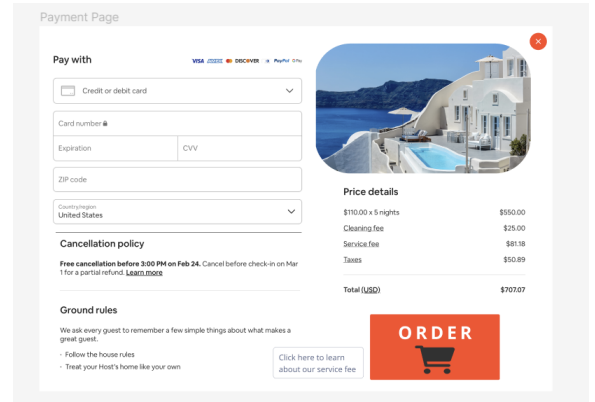 Payment Page
Pay with
VISA AMEX DISCOVER PayPal G Pay
Credit or debit card
Card number
Expiration
CVV
ZIP code
Country/region
United States
Cancellation policy
Free cancellation before 3:00 PM on Feb 24. Cancel before check-in on Mar
1 for a partial refund. Learn more
Ground rules
We ask every guest to remember a few simple things about what makes a
great guest.
· Follow the house rules
· Treat your Host's home like your own
Click here to learn
about our service fee
Price details
$110.00 x 5 nights $550.00
Cleaning fee $25.00
Service fee $81.18
Taxes $50.89
Total (USD) $707.07
ORDER